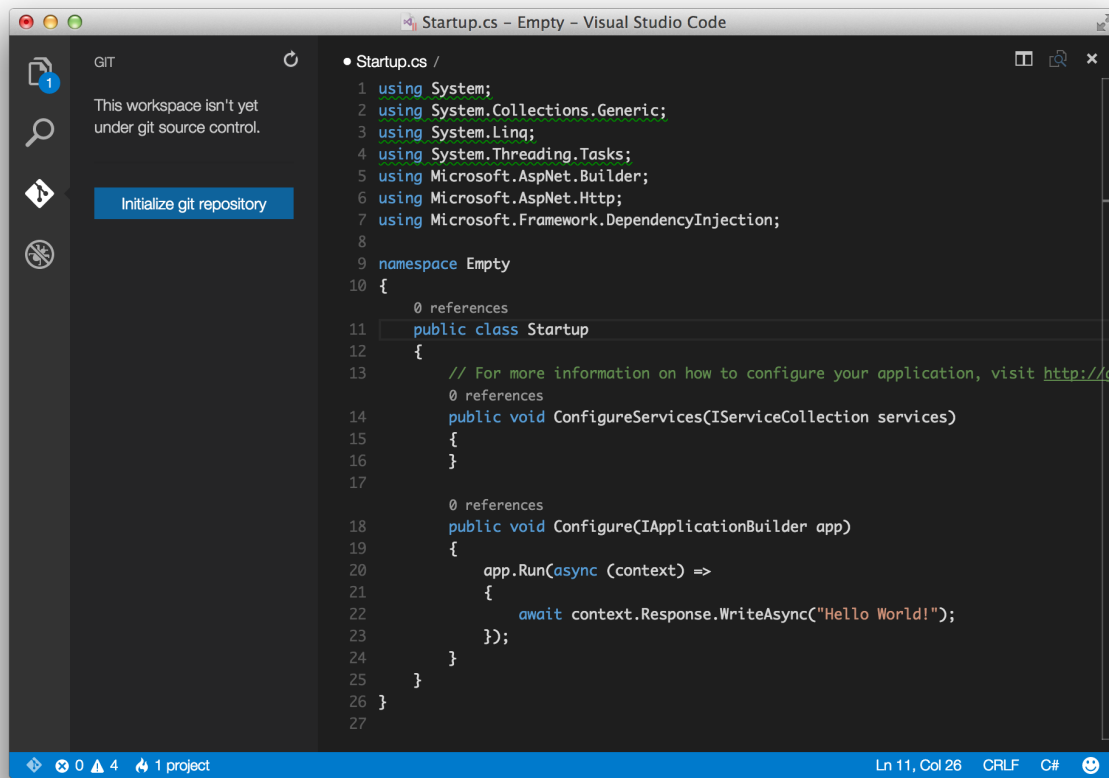 Startup.cs – Empty – Visual Studio Code
GIT
This workspace isn't yet
under git source control.
Initialize git repository
1
● Startup.cs /
1 using System;
2 using System.Collections.Generic;
3 using System.Linq;
4 using System.Threading.Tasks;
5 using Microsoft.AspNet.Builder;
6 using Microsoft.AspNet.Http;
7 using Microsoft.Framework.DependencyInjection;
8
9 namespace Empty
10 {
0 references
11 public class Startup
12 {
13 // For more information on how to configure your application, visit http://
0 references
14 public void ConfigureServices(IServiceCollection services)
15 {
16 }
17
0 references
18 public void Configure(IApplicationBuilder app)
19 {
20 app.Run(async (context) =>
21 {
22 await context.Response.WriteAsync("Hello World!");
23 });
24 }
25 }
26 }
27
0 4 1 project
Ln 11, Col 26 CRLF C#